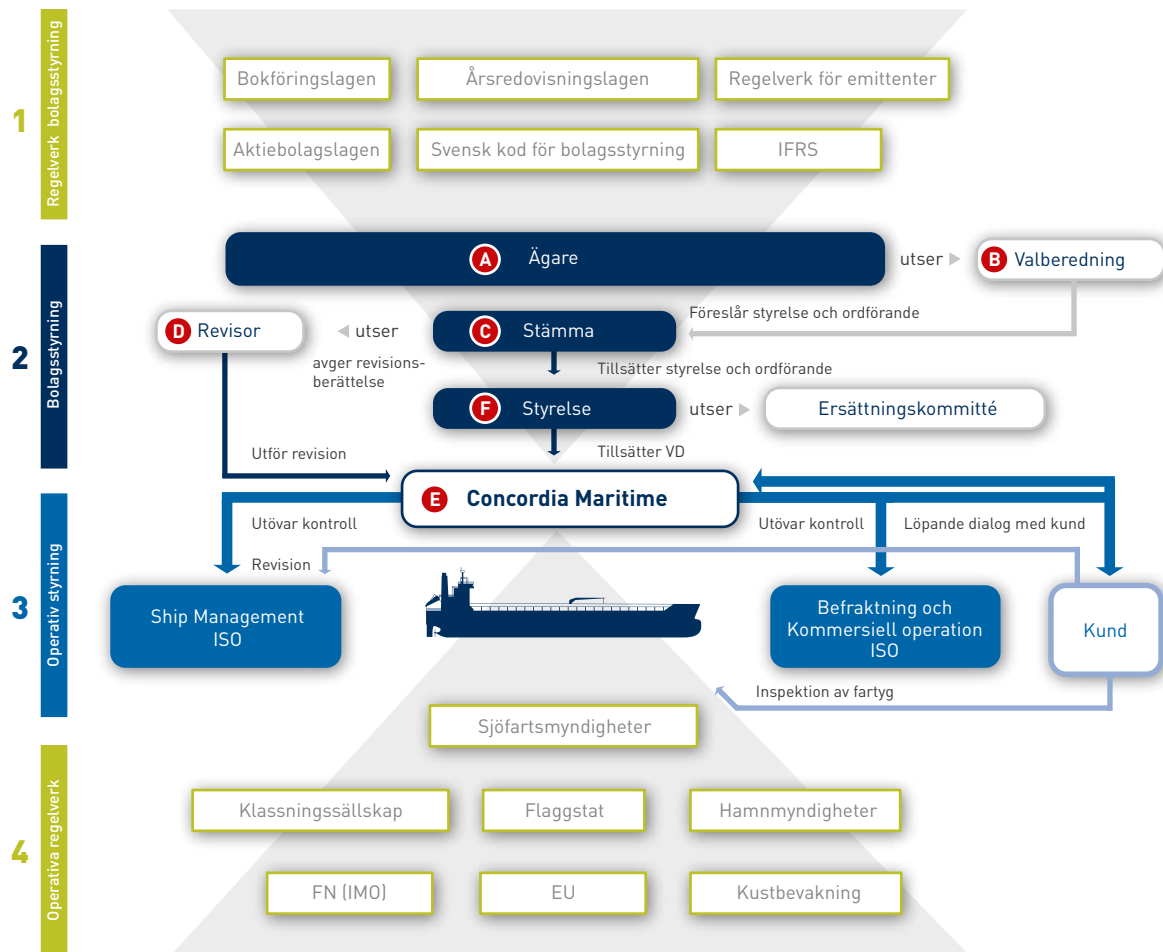 1
Regelverk bolagsstyrning
Bokföringslagen
Årsredovisningslagen
Regelverk för emittenter
Aktiebolagslagen
Svensk kod för bolagsstyrning
IFRS
2
Bolagsstyrning
A Ägare
utser
B Valberedning
Föreslår styrelse och ordförande
D Revisor
utser
C Stämma
avger revisions-
berättelse
Tillsätter styrelse och ordförande
F Styrelse
utser
Ersättningskommitté
Utför revision
Tillsätter VD
3
Operativ styrning
E Concordia Maritime
Utövar kontroll
Utövar kontroll
Löpande dialog med kund
Revision
Ship Management
ISO
Befraktning och
Kommersiell operation
ISO
Kund
Inspektion av fartyg
4
Operativa regelverk
Sjöfartsmyndigheter
Klassningssällskap
Flaggstat
Hamnmyndigheter
FN (IMO)
EU
Kustbevakning